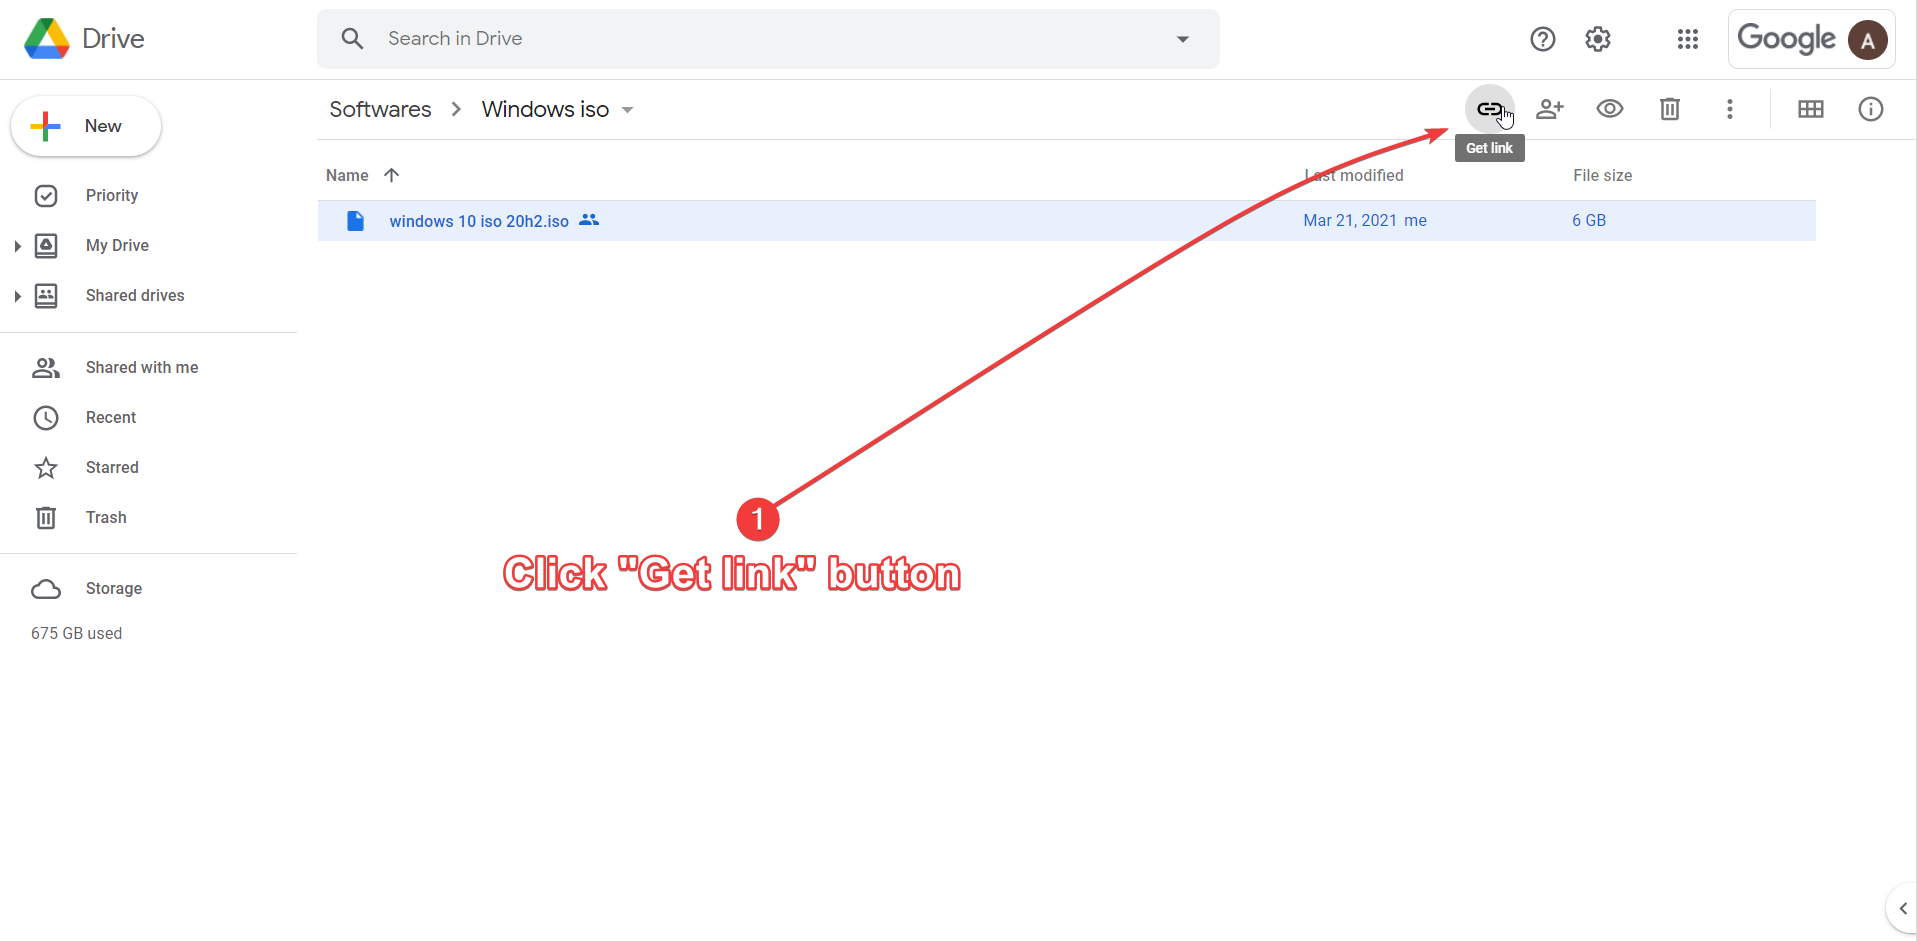 Drive
Search in Drive
Google
A
New
Softwares
Windows iso
Get link
Name
Last modified
File size
windows 10 iso 20h2.iso
Mar 21, 2021 me
6 GB
Priority
My Drive
Shared drives
Shared with me
Recent
Starred
Trash
Storage
675 GB used
1
Click "Get link" button